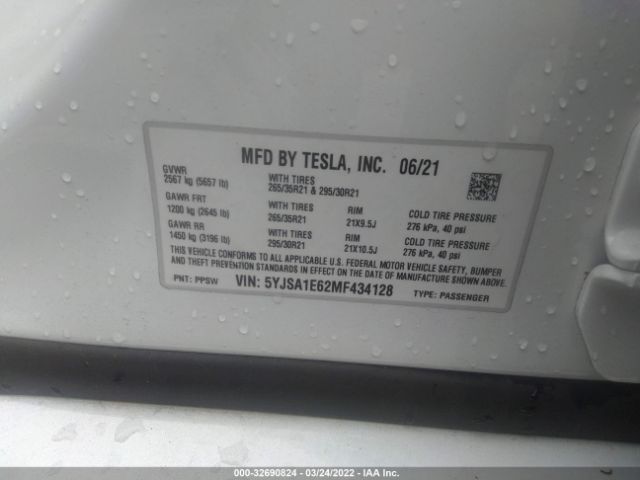 MFD BY TESLA, INC. 06/21
GVWR
2567 kg (5657 lb)
WITH TIRES
265/35R21 & 295/30R21
GAWR FRT
1200 kg (2645 lb)
WITH TIRES
265/35R21
RIM
21X9.5J
COLD TIRE PRESSURE
276 kPa, 40 psi
GAWR RR
1450 kg (3196 lb)
WITH TIRES
295/30R21
RIM
21X10.5J
COLD TIRE PRESSURE
276 kPa, 40 psi
THIS VEHICLE CONFORMS TO ALL APPLICABLE U.S. FEDERAL MOTOR VEHICLE SAFETY, BUMPER
AND THEFT PREVENTION STANDARDS IN EFFECT ON THE DATE OF MANUFACTURE SHOWN ABOVE.
PNT: PPSW VIN: 5YJSA1E62MF434128 TYPE: PASSENGER
000-32690824 - 03/24/2022 - IAA Inc.